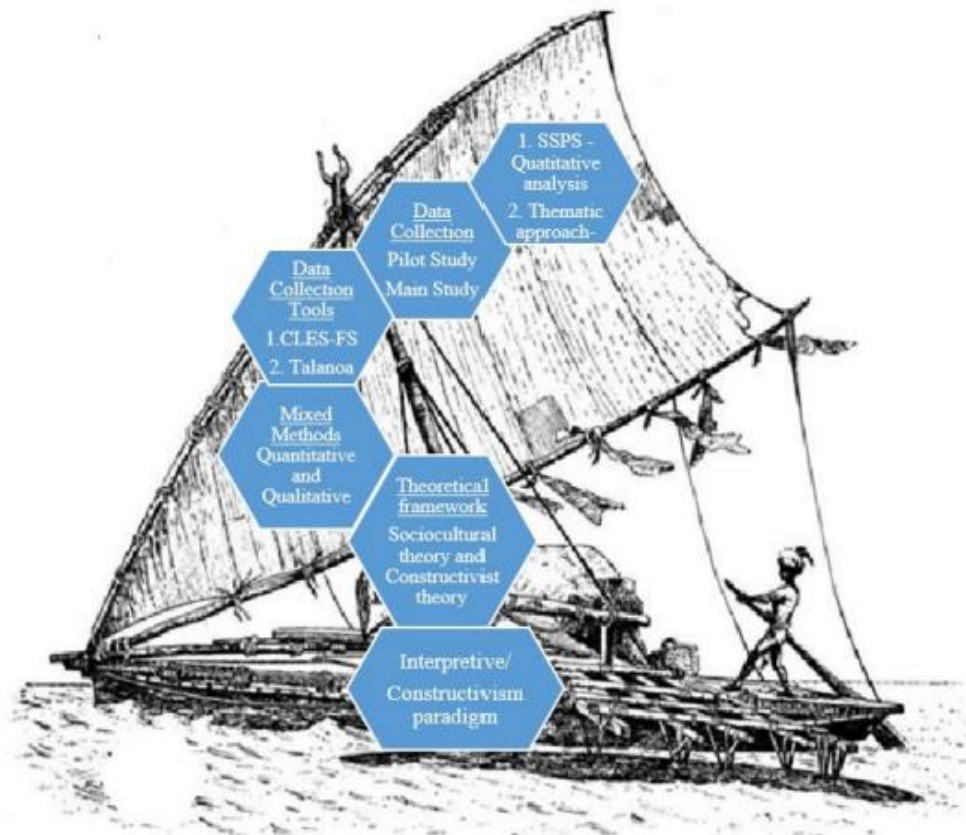 1. SSPS -
Quatitative
analysis
2. Thematic
approach-
Data
Collection
Pilot Study
Main Study
Data
Collection
Tools
1.CLES-FS
2. Talanoa
Mixed
Methods
Quantitative
and
Qualitative
Theoretical
framework
Sociocultural
theory and
Constructivist
theory
Interpretive/
Constructivism
paradigm